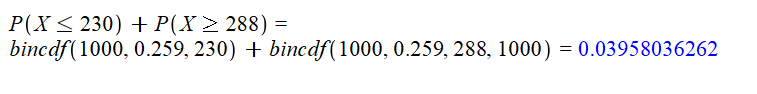 P(X ≤ 230) + P(X ≥ 288) =
bincdf(1000, 0.259, 230) + bincdf(1000, 0.259, 288, 1000) = 0.03958036262